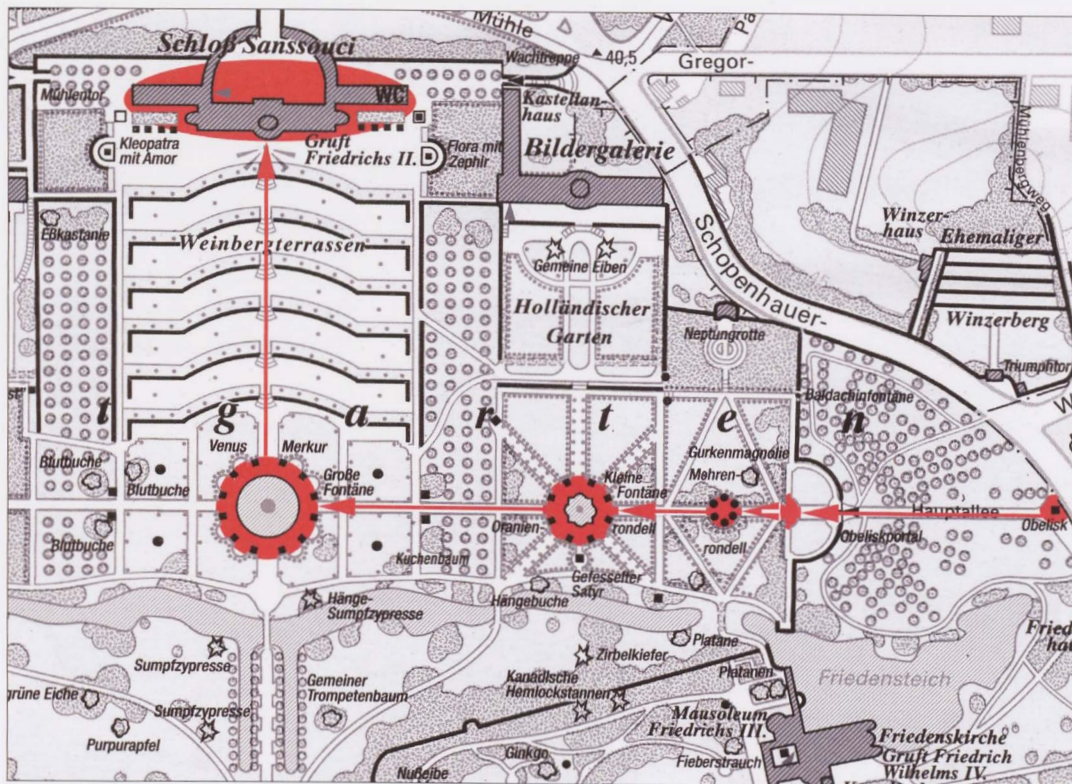 Mühle
Schloß Sanssouci
Wachtreppe
40,5
Gregor-
Mühlentor
WC
Kastellan-
haus
Mühlenbergweg
Kleopatra
mit Amor
Gruft
Friedrichs II.
Flora mit
Zephir
Bildergalerie
Schopenhauer-
Winzer-
haus
Ehemaliger
Eßkastanie
Weinbergterrassen
Gemeine Eiben
Holländischer
Garten
Neptungrotte
Winzerberg
Triumphtor
Baldachinfontäne
t g a r t e n
Venus
Merkur
Gurkenmagnolie
Blutbuche
Blutbuche
Große
Fontäne
Kleine
Fontäne
Mohren-
Oranien-
rondell
rondell
Hauptallee
Obelisk
Obeliskportal
Blutbuche
Kuchenbaum
Gefesselter
Satyr
Hänge-
Sumpfzypresse
Hängebuche
Platane
Sumpfzypresse
Zirbelkiefer
Kanadische
Hemlockstannen
Platanen
Friedensteich
Gemeiner
Trompetenbaum
grüne Eiche
Sumpfzypresse
Purpurapfel
Mausoleum
Friedrichs III.
Friedenskirche
Gruft Friedrich
Wilhelms IV.
Ginkgo
Fieberstrauch
Nußeibe